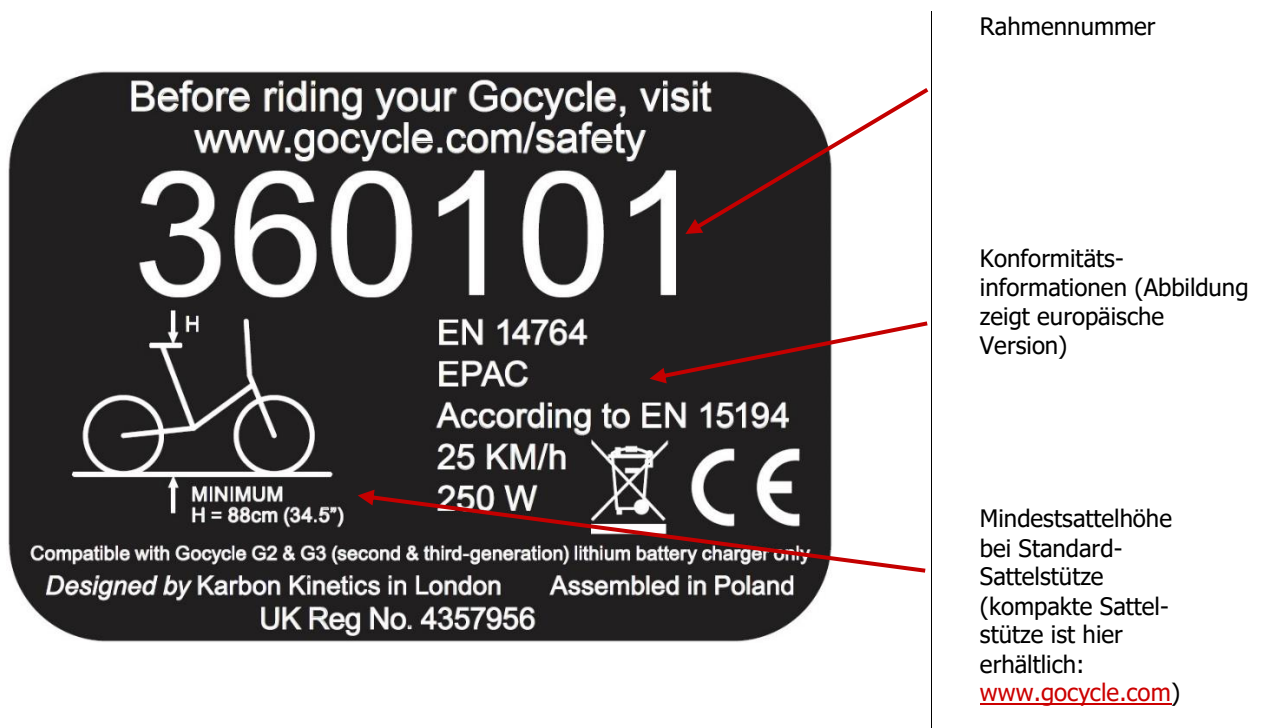 Before riding your Gocycle, visit
www.gocycle.com/safety
360101
H
MINIMUM
H = 88cm (34.5”)
EN 14764
EPAC
According to EN 15194
25 KM/h
250 W
CE
Compatible with Gocycle G2 & G3 (second & third-generation) lithium battery charger only
Designed by Karbon Kinetics in London Assembled in Poland
UK Reg No. 4357956
Rahmennummer
Konformitäts-
informationen (Abbildung
zeigt europäische
Version)
Mindestsattelhöhe
bei Standard-
Sattelstütze
(kompakte Sattel-
stütze ist hier
erhältlich:
www.gocycle.com)